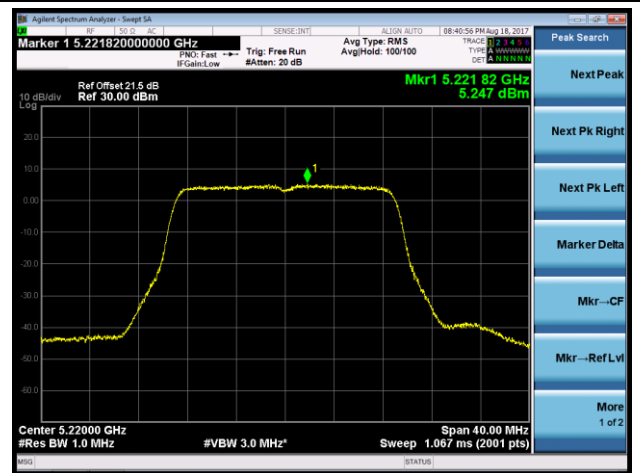 Agilent Spectrum Analyzer - Swept SA
RF 50 Ω AC SENSE:INT ALIGN AUTO 08:40:56 PM Aug 18, 2017
Marker 1 5.221820000000 GHz
PNO: Fast
IFGain:Low
Trig: Free Run
#Atten: 20 dB
Avg Type: RMS
Avg|Hold: 100/100
TRACE 1 2 3 4 5 6
TYPE A WWWWW
DET A N N N N N
Peak Search
Mkr1 5.221 82 GHz
5.247 dBm
Ref Offset 21.5 dB
10 dB/div Ref 30.00 dBm
Log
20.0
10.0
0.00
-10.0
-20.0
-30.0
-40.0
-50.0
-60.0
1
Next Peak
Next Pk Right
Next Pk Left
Marker Delta
Mkr→CF
Mkr→Ref Lvl
More
1 of 2
Center 5.22000 GHz Span 40.00 MHz
#Res BW 1.0 MHz #VBW 3.0 MHz* Sweep 1.067 ms (2001 pts)
MSG STATUS